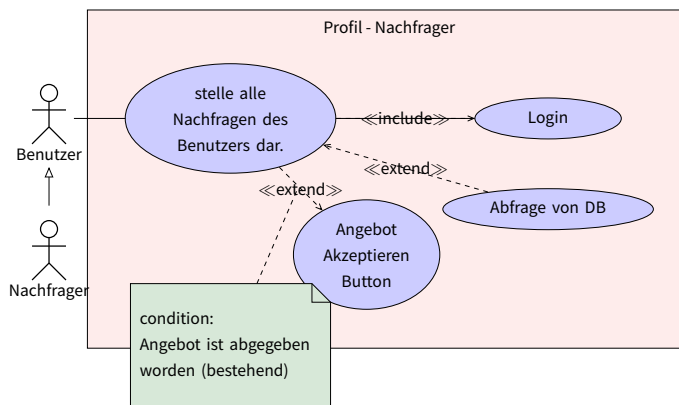 Profil - Nachfrager
stelle alle
Nachfragen des
Benutzers dar.
≪include≫
Login
Benutzer
≪extend≫
≪extend≫
Abfrage von DB
Angebot
Akzeptieren
Button
Nachfrager
condition:
Angebot ist abgegeben
worden (bestehend)